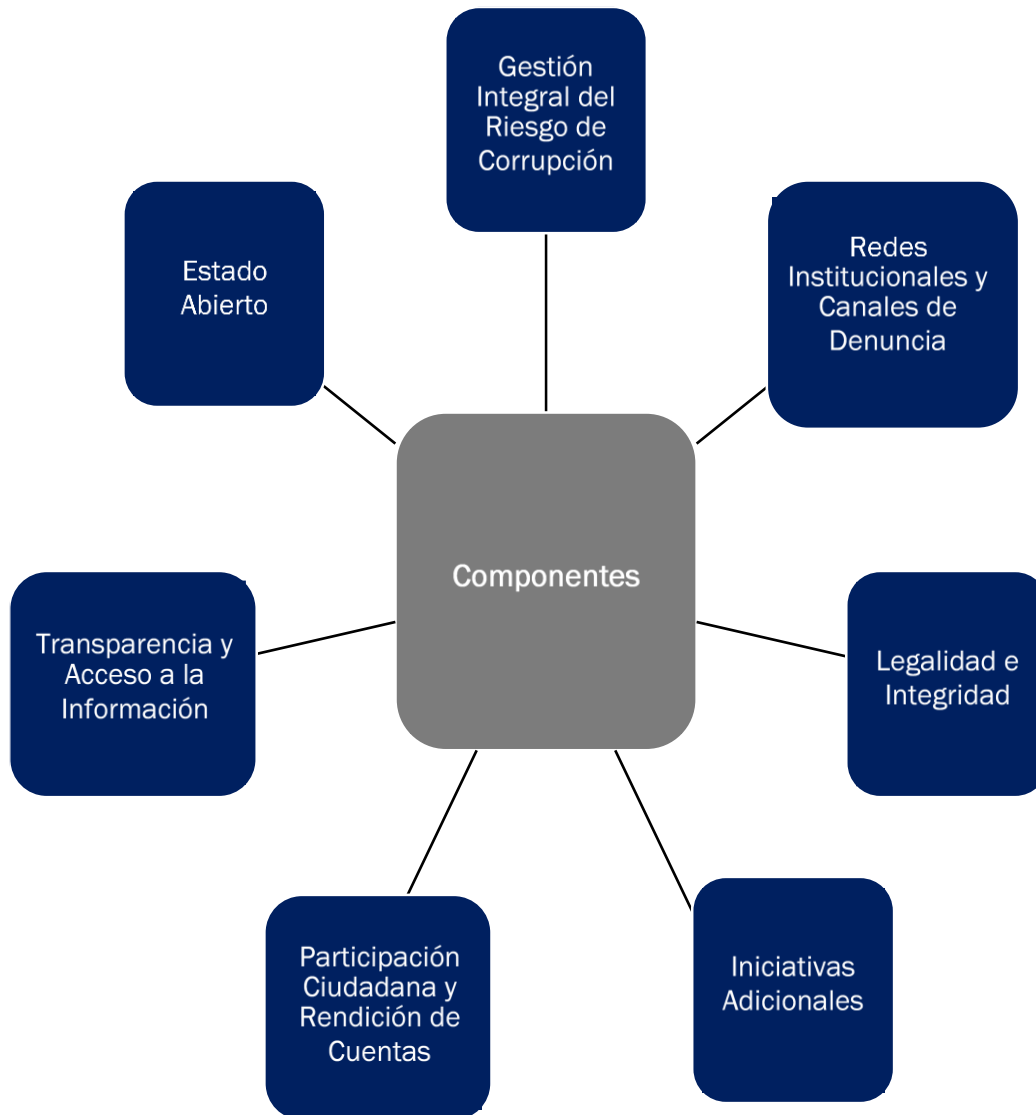 Gestión
Integral del
Riesgo de
Corrupción
Redes
Institucionales y
Canales de
Denuncia
Estado
Abierto
Componentes
Transparencia y
Acceso a la
Información
Legalidad e
Integridad
Participación
Ciudadana y
Rendición de
Cuentas
Iniciativas
Adicionales